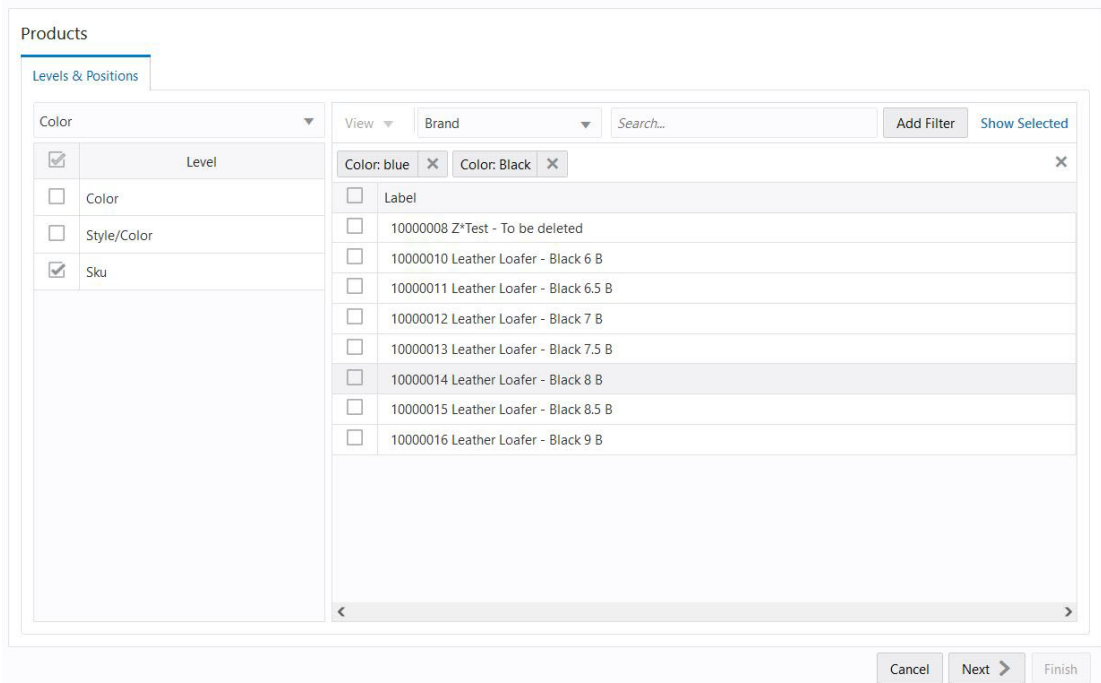 Products
Levels & Positions
Color
View
Brand
Search...
Add Filter
Show Selected
Level
Color: blue
Color: Black
Color
Label
Style/Color
10000008 Z*Test - To be deleted
Sku
10000010 Leather Loafer - Black 6 B
10000011 Leather Loafer - Black 6.5 B
10000012 Leather Loafer - Black 7 B
10000013 Leather Loafer - Black 7.5 B
10000014 Leather Loafer - Black 8 B
10000015 Leather Loafer - Black 8.5 B
10000016 Leather Loafer - Black 9 B
Cancel
Next
Finish